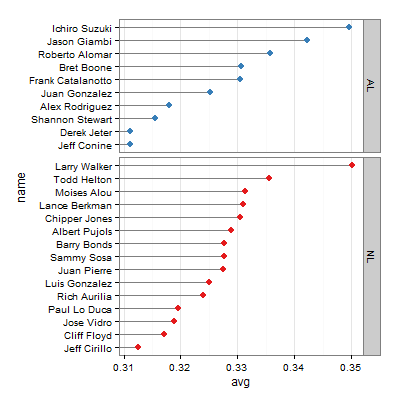 Ichiro Suzuki
Jason Giambi
Roberto Alomar
Bret Boone
Frank Catalanotto
Juan Gonzalez
Alex Rodriguez
Shannon Stewart
Derek Jeter
Jeff Conine
AL
Larry Walker
Todd Helton
Moises Alou
Lance Berkman
Chipper Jones
Albert Pujols
Barry Bonds
Sammy Sosa
Juan Pierre
Luis Gonzalez
Rich Aurilia
Paul Lo Duca
Jose Vidro
Cliff Floyd
Jeff Cirillo
NL
name
0.31 0.32 0.33 0.34 0.35
avg